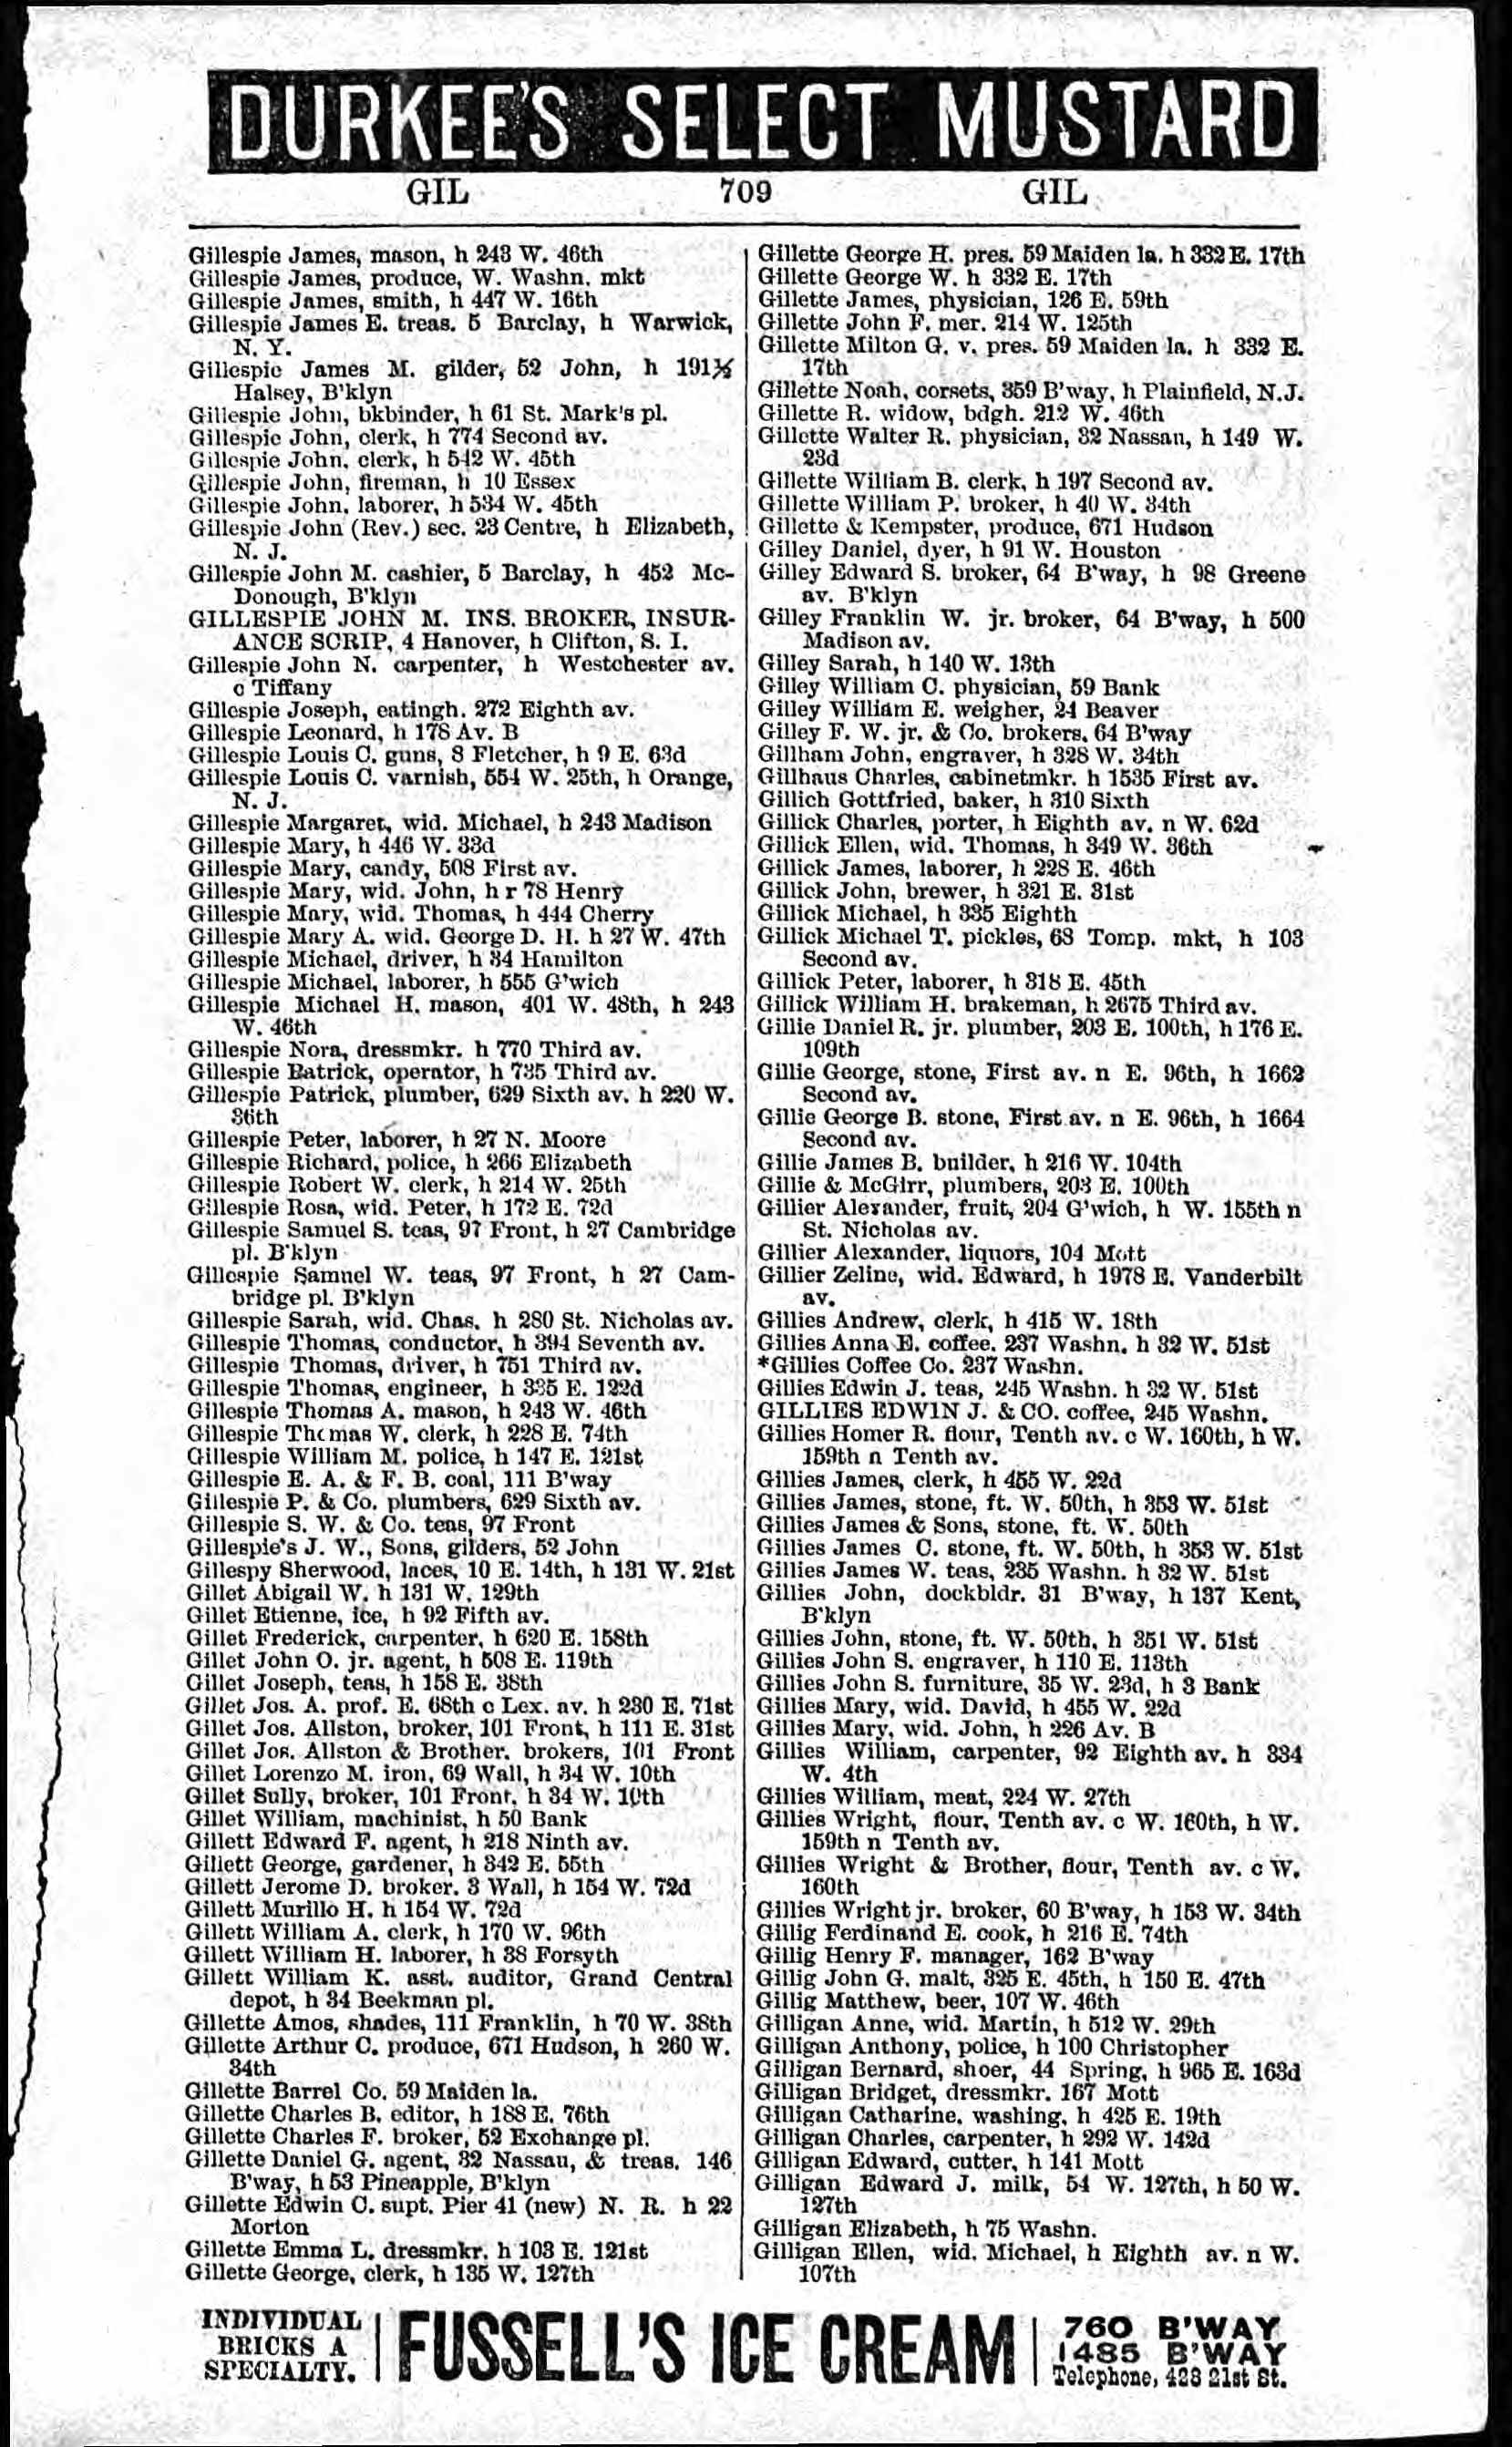 DURKEE'S SELECT MUSTARD
GIL 709 GIL
Gillespie James, mason, h 243 W. 46th
Gillespie James, produce, W. Washn. mkt
Gillespie James, smith, h 447 W. 16th
Gillespie James E. treas. 5 Barclay, h Warwick,
N. Y.
Gillespie James M. gilder, 52 John, h 191½
Halsey, B'klyn
Gillespie John, bkbinder, h 61 St. Mark's pl.
Gillespie John, clerk, h 774 Second av.
Gillespie John, clerk, h 542 W. 45th
Gillespie John, fireman, h 10 Essex
Gillespie John, laborer, h 534 W. 45th
Gillespie John (Rev.) sec. 23 Centre, h Elizabeth,
N. J.
Gillespie John M. cashier, 5 Barclay, h 452 Mc-
Donough, B'klyn
GILLESPIE JOHN M. INS. BROKER, INSUR-
ANCE SCRIP, 4 Hanover, h Clifton, S. I.
Gillespie John N. carpenter, h Westchester av.
c Tiffany
Gillespie Joseph, eatingh. 272 Eighth av.
Gillespie Leonard, h 178 Av. B
Gillespie Louis C. guns, 8 Fletcher, h 9 E. 63d
Gillespie Louis C. varnish, 554 W. 25th, h Orange,
N. J.
Gillespie Margaret, wid. Michael, h 243 Madison
Gillespie Mary, h 446 W. 33d
Gillespie Mary, candy, 508 First av.
Gillespie Mary, wid. John, h r 78 Henry
Gillespie Mary, wid. Thomas, h 444 Cherry
Gillespie Mary A. wid. George D. H. h 27 W. 47th
Gillespie Michael, driver, h 34 Hamilton
Gillespie Michael, laborer, h 555 G'wich
Gillespie Michael H. mason, 401 W. 48th, h 243
W. 46th
Gillespie Nora, dressmkr. h 770 Third av.
Gillespie Patrick, operator, h 735 Third av.
Gillespie Patrick, plumber, 629 Sixth av. h 220 W.
36th
Gillespie Peter, laborer, h 27 N. Moore
Gillespie Richard, police, h 266 Elizabeth
Gillespie Robert W. clerk, h 214 W. 25th
Gillespie Rosa, wid. Peter, h 172 E. 72d
Gillespie Samuel S. teas, 97 Front, h 27 Cambridge
pl. B'klyn
Gillespie Samuel W. teas, 97 Front, h 27 Cam-
bridge pl. B'klyn
Gillespie Sarah, wid. Chas. h 280 St. Nicholas av.
Gillespie Thomas, conductor, h 394 Seventh av.
Gillespie Thomas, driver, h 751 Third av.
Gillespie Thomas, engineer, h 335 E. 122d
Gillespie Thomas A. mason, h 243 W. 46th
Gillespie Thomas W. clerk, h 228 E. 74th
Gillespie William M. police, h 147 E. 121st
Gillespie E. A. & F. B. coal, 111 B'way
Gillespie P. & Co. plumbers, 629 Sixth av.
Gillespie S. W. & Co. teas, 97 Front
Gillespie's J. W., Sons, gilders, 52 John
Gillespy Sherwood, laces, 10 E. 14th, h 131 W. 21st
Gillet Abigail W. h 131 W. 129th
Gillet Etienne, ice, h 92 Fifth av.
Gillet Frederick, carpenter, h 620 E. 158th
Gillet John O. jr. agent, h 508 E. 119th
Gillet Joseph, teas, h 158 E. 38th
Gillet Jos. A. prof. E. 68th c Lex. av. h 230 E. 71st
Gillet Jos. Allston, broker, 101 Front, h 111 E. 31st
Gillet Jos. Allston & Brother. brokers, 101 Front
Gillet Lorenzo M. iron, 69 Wall, h 34 W. 10th
Gillet Sully, broker, 101 Front, h 34 W. 10th
Gillet William, machinist, h 50 Bank
Gillett Edward F. agent, h 218 Ninth av.
Gillett George, gardener, h 342 E. 55th
Gillett Jerome D. broker. 3 Wall, h 154 W. 72d
Gillett Murillo H. h 154 W. 72d
Gillett William A. clerk, h 170 W. 96th
Gillett William H. laborer, h 38 Forsyth
Gillett William K. asst. auditor, Grand Central
depot, h 34 Beekman pl.
Gillette Amos, shades, 111 Franklin, h 70 W. 38th
Gillette Arthur C. produce, 671 Hudson, h 260 W.
34th
Gillette Barrel Co. 59 Maiden la.
Gillette Charles B. editor, h 188 E. 76th
Gillette Charles F. broker, 52 Exchange pl.
Gillette Daniel G. agent, 32 Nassau, & treas. 146
B'way, h 53 Pineapple, B'klyn
Gillette Edwin C. supt. Pier 41 (new) N. R. h 22
Morton
Gillette Emma L. dressmkr. h 103 E. 121st
Gillette George, clerk, h 135 W. 127th
Gillette George H. pres. 59 Maiden la. h 332 E. 17th
Gillette George W. h 332 E. 17th
Gillette James, physician, 126 E. 59th
Gillette John F. mer. 214 W. 125th
Gillette Milton G. v. pres. 59 Maiden la. h 332 E.
17th
Gillette Noah, corsets, 359 B'way, h Plainfield, N.J.
Gillette R. widow, bdgh. 212 W. 46th
Gillette Walter R. physician, 32 Nassau, h 149 W.
23d
Gillette William B. clerk, h 197 Second av.
Gillette William P. broker, h 40 W. 34th
Gillette & Kempster, produce, 671 Hudson
Gilley Daniel, dyer, h 91 W. Houston
Gilley Edward S. broker, 64 B'way, h 98 Greene
av. B'klyn
Gilley Franklin W. jr. broker, 64 B'way, h 500
Madison av.
Gilley Sarah, h 140 W. 13th
Gilley William C. physician, 59 Bank
Gilley William E. weigher, 24 Beaver
Gilley F. W. jr. & Co. brokers. 64 B'way
Gillham John, engraver, h 328 W. 34th
Gillhaus Charles, cabinetmkr. h 1535 First av.
Gillich Gottfried, baker, h 310 Sixth
Gillick Charles, porter, h Eighth av. n W. 62d
Gillick Ellen, wid. Thomas, h 349 W. 36th
Gillick James, laborer, h 228 E. 46th
Gillick John, brewer, h 321 E. 31st
Gillick Michael, h 335 Eighth
Gillick Michael T. pickles, 68 Tomp. mkt, h 103
Second av.
Gillick Peter, laborer, h 318 E. 45th
Gillick William H. brakeman, h 2675 Third av.
Gillie Daniel R. jr. plumber, 203 E. 100th, h 176 E.
109th
Gillie George, stone, First av. n E. 96th, h 1662
Second av.
Gillie George B. stone, First av. n E. 96th, h 1664
Second av.
Gillie James B. builder, h 216 W. 104th
Gillie & McGirr, plumbers, 203 E. 100th
Gillier Alexander, fruit, 204 G'wich, h W. 155th n
St. Nicholas av.
Gillier Alexander, liquors, 104 Mott
Gillier Zeline, wid. Edward, h 1978 E. Vanderbilt
av.
Gillies Andrew, clerk, h 415 W. 18th
Gillies Anna E. coffee. 237 Washn. h 32 W. 51st
*Gillies Coffee Co. 237 Washn.
Gillies Edwin J. teas, 245 Washn. h 32 W. 51st
GILLIES EDWIN J. & CO. coffee, 245 Washn.
Gillies Homer R. flour, Tenth av. c W. 160th, h W.
159th n Tenth av.
Gillies James, clerk, h 455 W. 22d
Gillies James, stone, ft. W. 50th, h 353 W. 51st
Gillies James & Sons, stone, ft. W. 50th
Gillies James C. stone, ft. W. 50th, h 353 W. 51st
Gillies James W. teas, 235 Washn. h 32 W. 51st
Gillies John, dockbldr. 31 B'way, h 137 Kent,
B'klyn
Gillies John, stone, ft. W. 50th, h 351 W. 51st
Gillies John S. engraver, h 110 E. 113th
Gillies John S. furniture, 35 W. 23d, h 3 Bank
Gillies Mary, wid. David, h 455 W. 22d
Gillies Mary, wid. John, h 226 Av. B
Gillies William, carpenter, 92 Eighth av. h 334
W. 4th
Gillies William, meat, 224 W. 27th
Gillies Wright, flour, Tenth av. c W. 160th, h W.
159th n Tenth av.
Gillies Wright & Brother, flour, Tenth av. c W.
160th
Gillies Wright jr. broker, 60 B'way, h 153 W. 34th
Gillig Ferdinand E. cook, h 216 E. 74th
Gillig Henry F. manager, 162 B'way
Gillig John G. malt, 325 E. 45th, h 150 E. 47th
Gillig Matthew, beer, 107 W. 46th
Gilligan Anne, wid. Martin, h 512 W. 29th
Gilligan Anthony, police, h 100 Christopher
Gilligan Bernard, shoer, 44 Spring, h 965 E. 163d
Gilligan Bridget, dressmkr. 167 Mott
Gilligan Catharine, washing, h 425 E. 19th
Gilligan Charles, carpenter, h 292 W. 142d
Gilligan Edward, cutter, h 141 Mott
Gilligan Edward J. milk, 54 W. 127th, h 50 W.
127th
Gilligan Elizabeth, h 75 Washn.
Gilligan Ellen, wid. Michael, h Eighth av. n W.
107th
INDIVIDUAL
BRICKS A
SPECIALTY.
FUSSELL'S ICE CREAM
760 B'WAY
1485 B'WAY
Telephone, 428 21st St.